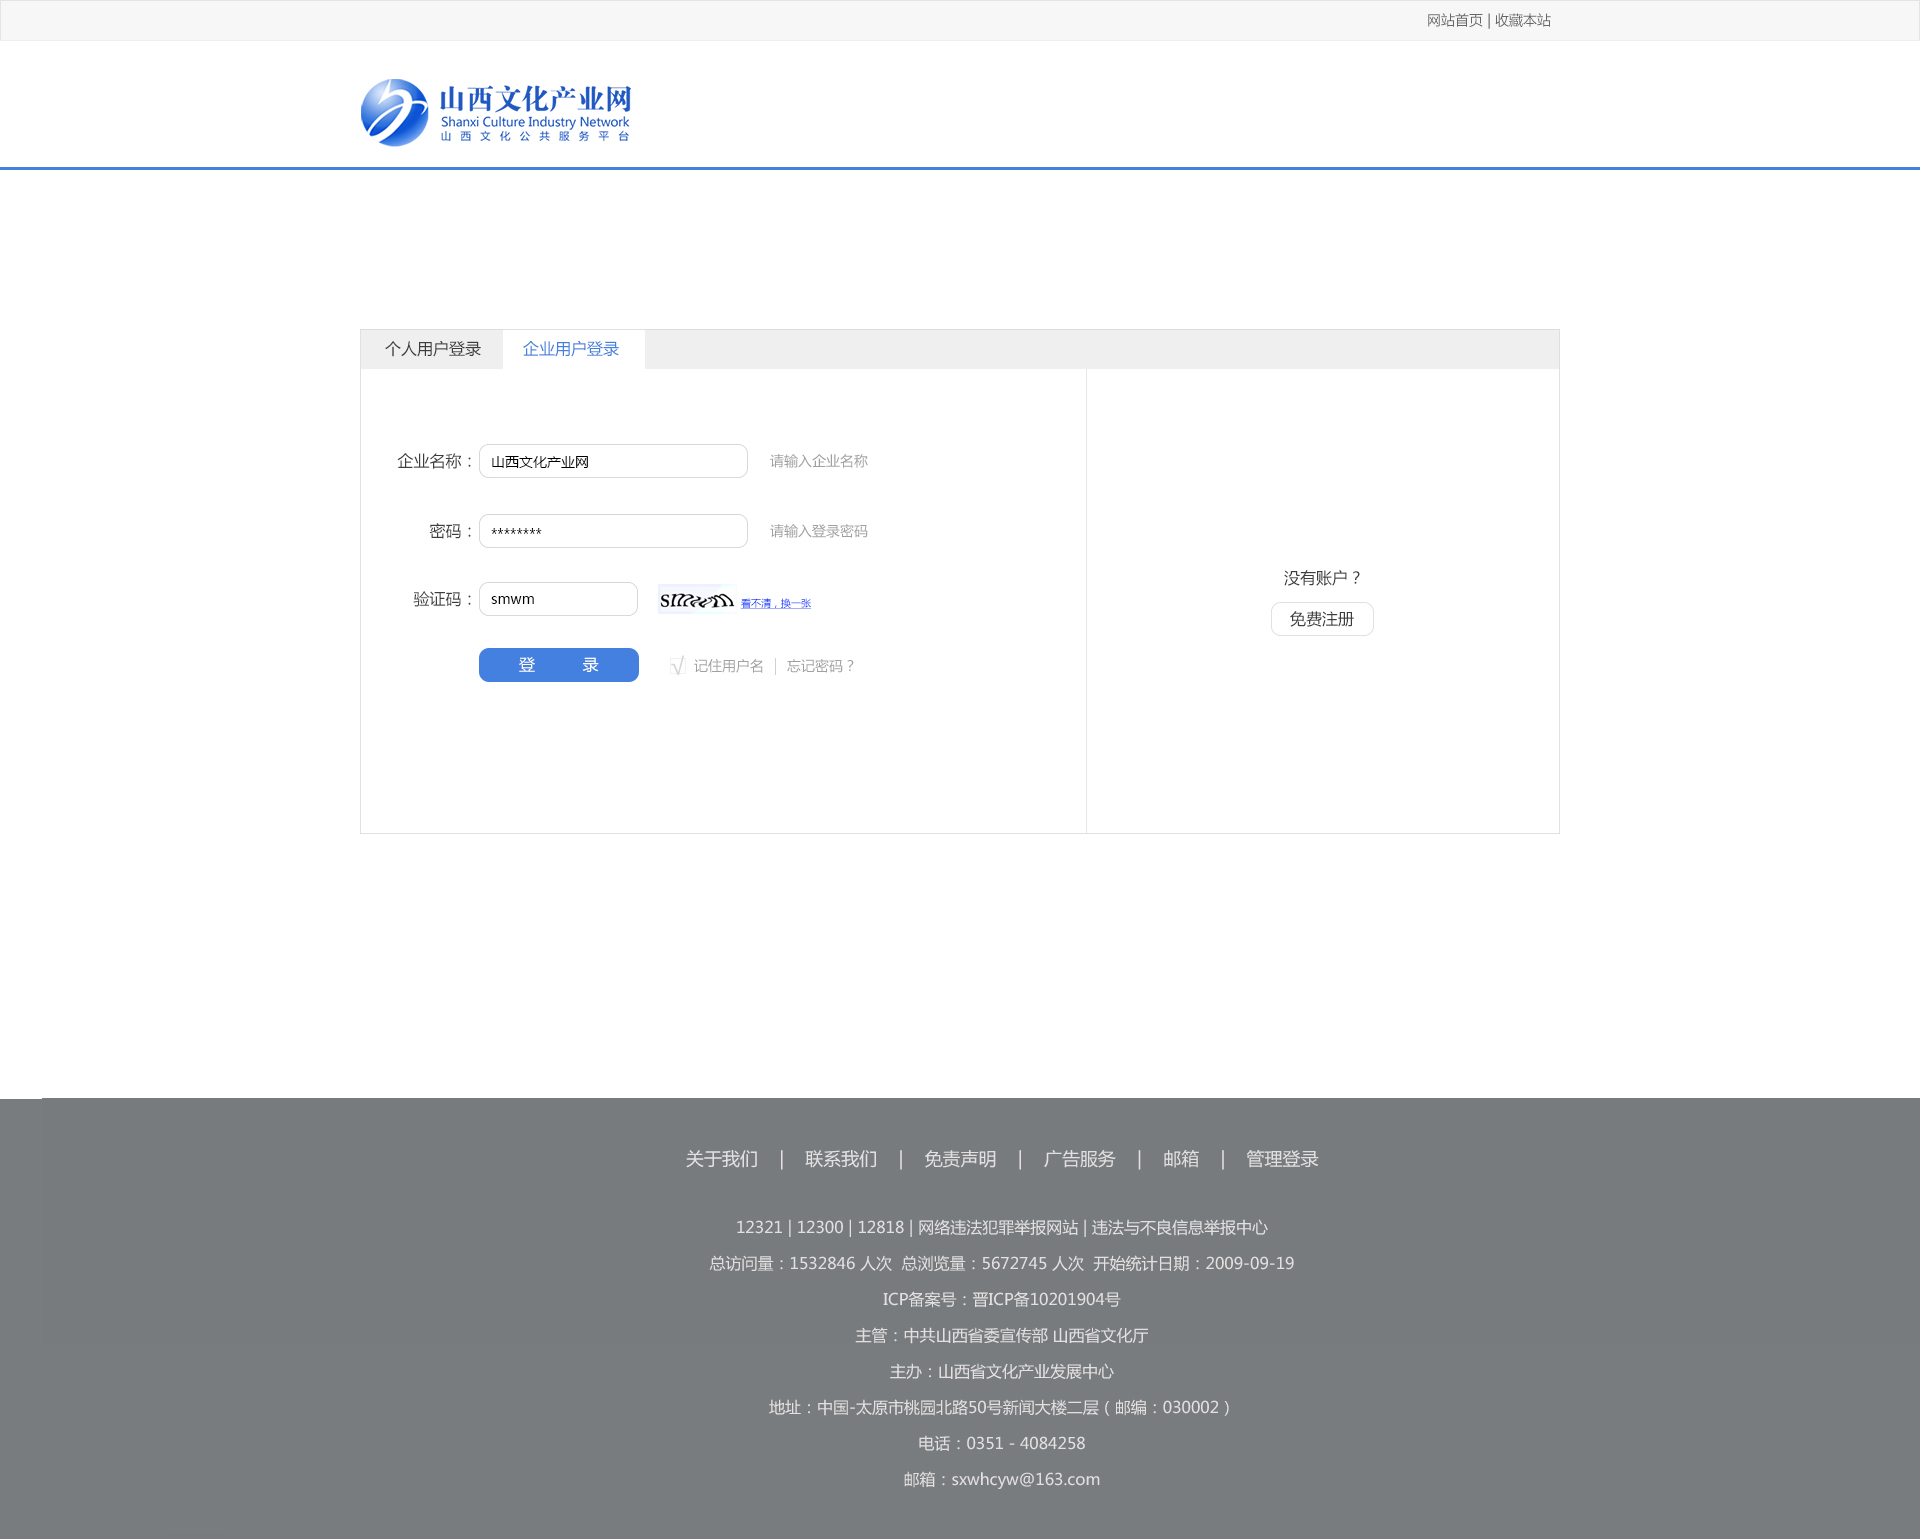 网站首页 | 收藏本站
山西文化产业网
Shanxi Culture Industry Network
山西文化公共服务平台
个人用户登录 企业用户登录
企业名称： 山西文化产业网 请输入企业名称
密码： ******** 请输入登录密码
验证码： smwm 看不清，换一张
登 录 记住用户名 | 忘记密码？
没有账户？
免费注册
关于我们 | 联系我们 | 免责声明 | 广告服务 | 邮箱 | 管理登录
12321 | 12300 | 12818 | 网络违法犯罪举报网站 | 违法与不良信息举报中心
总访问量：1532846 人次 总浏览量：5672745 人次 开始统计日期：2009-09-19
ICP备案号：晋ICP备10201904号
主管：中共山西省委宣传部 山西省文化厅
主办：山西省文化产业发展中心
地址：中国-太原市桃园北路50号新闻大楼二层（邮编：030002）
电话：0351 - 4084258
邮箱：sxwhcyw@163.com